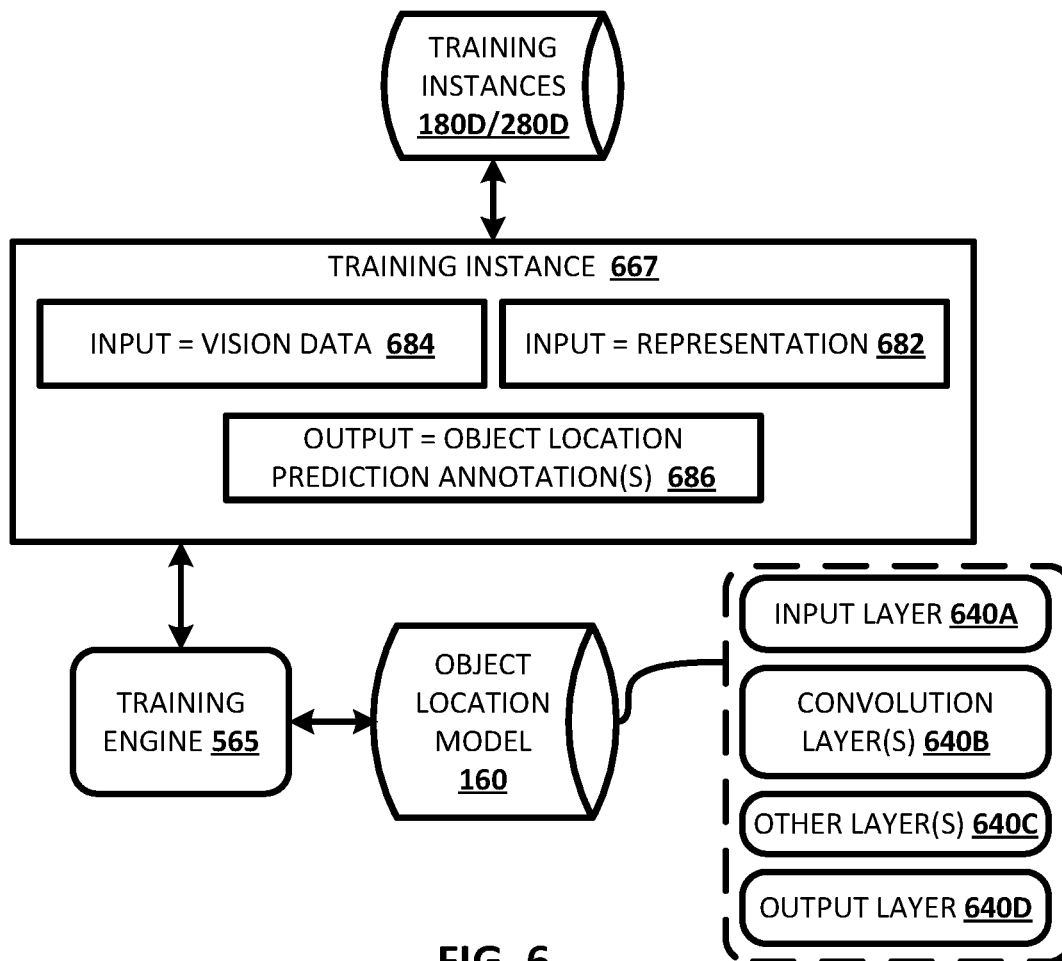 TRAINING
INSTANCES
180D/280D
TRAINING INSTANCE 667
INPUT = VISION DATA 684
INPUT = REPRESENTATION 682
OUTPUT = OBJECT LOCATION
PREDICTION ANNOTATION(S) 686
TRAINING
ENGINE 565
OBJECT
LOCATION
MODEL
160
INPUT LAYER 640A
CONVOLUTION
LAYER(S) 640B
OTHER LAYER(S) 640C
OUTPUT LAYER 640D
FIG. 6